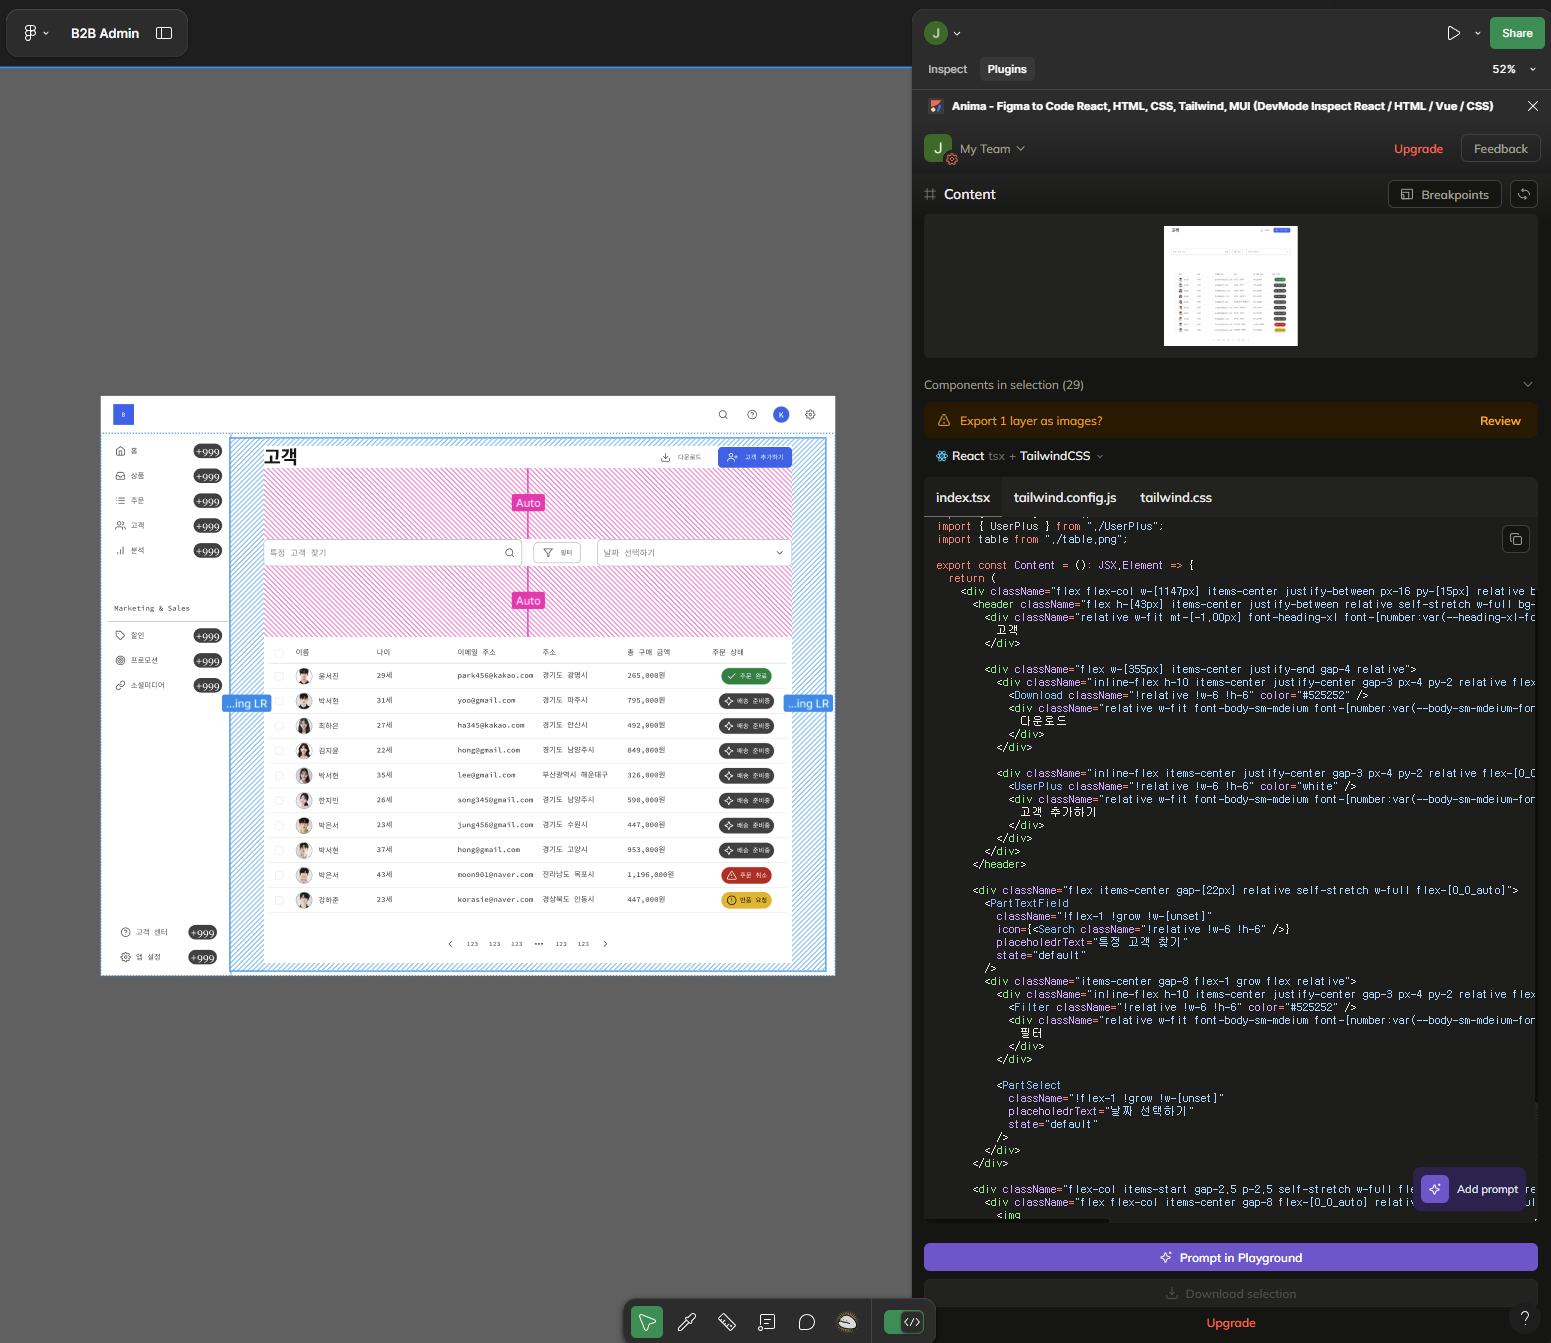 B2B Admin
J
Share
Inspect
Plugins
52%
Anima - Figma to Code React, HTML, CSS, Tailwind, MUI (DevMode Inspect React / HTML / Vue / CSS)
J
My Team
Upgrade
Feedback
Content
Breakpoints
Components in selection (29)
Export 1 layer as images?
Review
React tsx + TailwindCSS
index.tsx
tailwind.config.js
tailwind.css
import { UserPlus } from "./UserPlus";
import table from "./table.png";
export const Content = (): JSX.Element => {
return (
<div className="flex flex-col w-[1147px] items-center justify-between px-16 py-[15px] relative b
<header className="flex h-[43px] items-center justify-between relative self-stretch w-full bg-
<div className="relative w-fit mt-[-1.00px] font-heading-xl font-[number:var(--heading-xl-fo
고객
</div>
<div className="flex w-[355px] items-center justify-end gap-4 relative">
<div className="inline-flex h-10 items-center justify-center gap-3 px-4 py-2 relative flex
<Download className="!relative !w-6 !h-6" color="#525252" />
<div className="relative w-fit font-body-sm-mdeium font-[number:var(--body-sm-mdeium-fon
다운로드
</div>
</div>
<div className="inline-flex items-center justify-center gap-3 px-4 py-2 relative flex-[0_0
<UserPlus className="!relative !w-6 !h-6" color="white" />
<div className="relative w-fit font-body-sm-mdeium font-[number:var(--body-sm-mdeium-fon
고객 추가하기
</div>
</div>
</div>
</header>
<div className="flex items-center gap-[22px] relative self-stretch w-full flex-[0_0_auto]">
<PartTextField
className="!flex-1 !grow !w-[unset]"
icon={<Search className="!relative !w-6 !h-6" />}
placeholedrText="특정 고객 찾기"
state="default"
/>
<div className="items-center gap-8 flex-1 grow flex relative">
<div className="inline-flex h-10 items-center justify-center gap-3 px-4 py-2 relative flex
<Filter className="!relative !w-6 !h-6" color="#525252" />
<div className="relative w-fit font-body-sm-mdeium font-[number:var(--body-sm-mdeium-fon
필터
</div>
</div>
<PartSelect
className="!flex-1 !grow !w-[unset]"
placeholedrText="날짜 선택하기"
state="default"
/>
</div>
</div>
<div className="flex-col items-start gap-2.5 p-2.5 self-stretch w-full fle
<div className="flex flex-col items-center gap-8 flex-[0_0_auto] relativ
<img
Add prompt
Prompt in Playground
Download selection
Upgrade
?
B
K
홈 +999
상품 +999
주문 +999
고객 +999
분석 +999
Marketing & Sales
할인 +999
프로모션 +999
소셜미디어 +999
고객 센터 +999
앱 설정 +999
고객
다운로드
고객 추가하기
Auto
특정 고객 찾기
필터
날짜 선택하기
Auto
...ing LR
...ing LR
이름 나이 이메일 주소 주소 총 구매 금액 주문 상태
윤서진 29세 park456@kakao.com 경기도 광명시 265,000원 주문 완료
박서현 31세 yoo@gmail.com 경기도 파주시 795,000원 배송 준비중
최하은 27세 ha345@kakao.com 경기도 안산시 492,000원 배송 준비중
김지윤 22세 hong@gmail.com 경기도 남양주시 849,000원 배송 준비중
박서현 35세 lee@gmail.com 부산광역시 해운대구 326,000원 배송 준비중
한지민 26세 song345@gmail.com 경기도 남양주시 590,000원 배송 준비중
박은서 23세 jung456@gmail.com 경기도 수원시 447,000원 배송 준비중
박서현 37세 hong@gmail.com 경기도 고양시 953,000원 배송 준비중
박은서 43세 moon901@naver.com 전라남도 목포시 1,196,000원 주문 취소
강하준 23세 korasie@naver.com 경상북도 안동시 447,000원 반품 요청
123 123 123 ••• 123 123